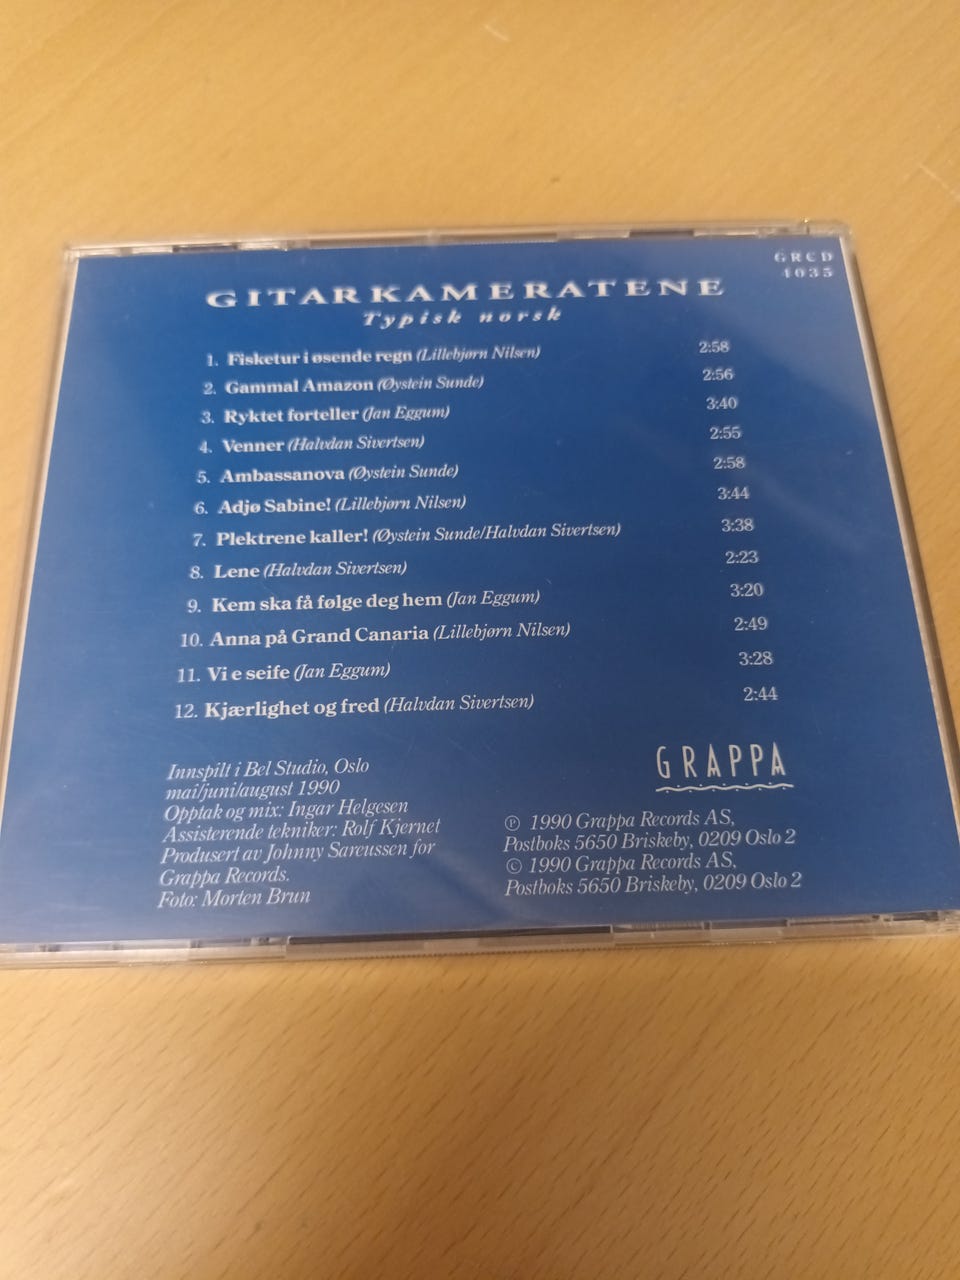 GRCD
4035
GITARKAMERATENE
Typisk norsk
1. Fisketur i øsende regn (Lillebjørn Nilsen) 2:58
2. Gammal Amazon (Øystein Sunde) 2:56
3. Ryktet forteller (Jan Eggum) 3:40
4. Venner (Halvdan Sivertsen) 2:55
5. Ambassanova (Øystein Sunde) 2:58
6. Adjø Sabine! (Lillebjørn Nilsen) 3:44
7. Plektrene kaller! (Øystein Sunde/Halvdan Sivertsen) 3:38
8. Lene (Halvdan Sivertsen) 2:23
9. Kem ska få følge deg hem (Jan Eggum) 3:20
10. Anna på Grand Canaria (Lillebjørn Nilsen) 2:49
11. Vi e seife (Jan Eggum) 3:28
12. Kjærlighet og fred (Halvdan Sivertsen) 2:44
Innspilt i Bel Studio, Oslo
mai/juni/august 1990
Opptak og mix: Ingar Helgesen
Assisterende tekniker: Rolf Kjernet
Produsert av Johnny Sareussen for
Grappa Records.
Foto: Morten Brun
GRAPPA
℗ 1990 Grappa Records AS,
Postboks 5650 Briskeby, 0209 Oslo 2
© 1990 Grappa Records AS,
Postboks 5650 Briskeby, 0209 Oslo 2